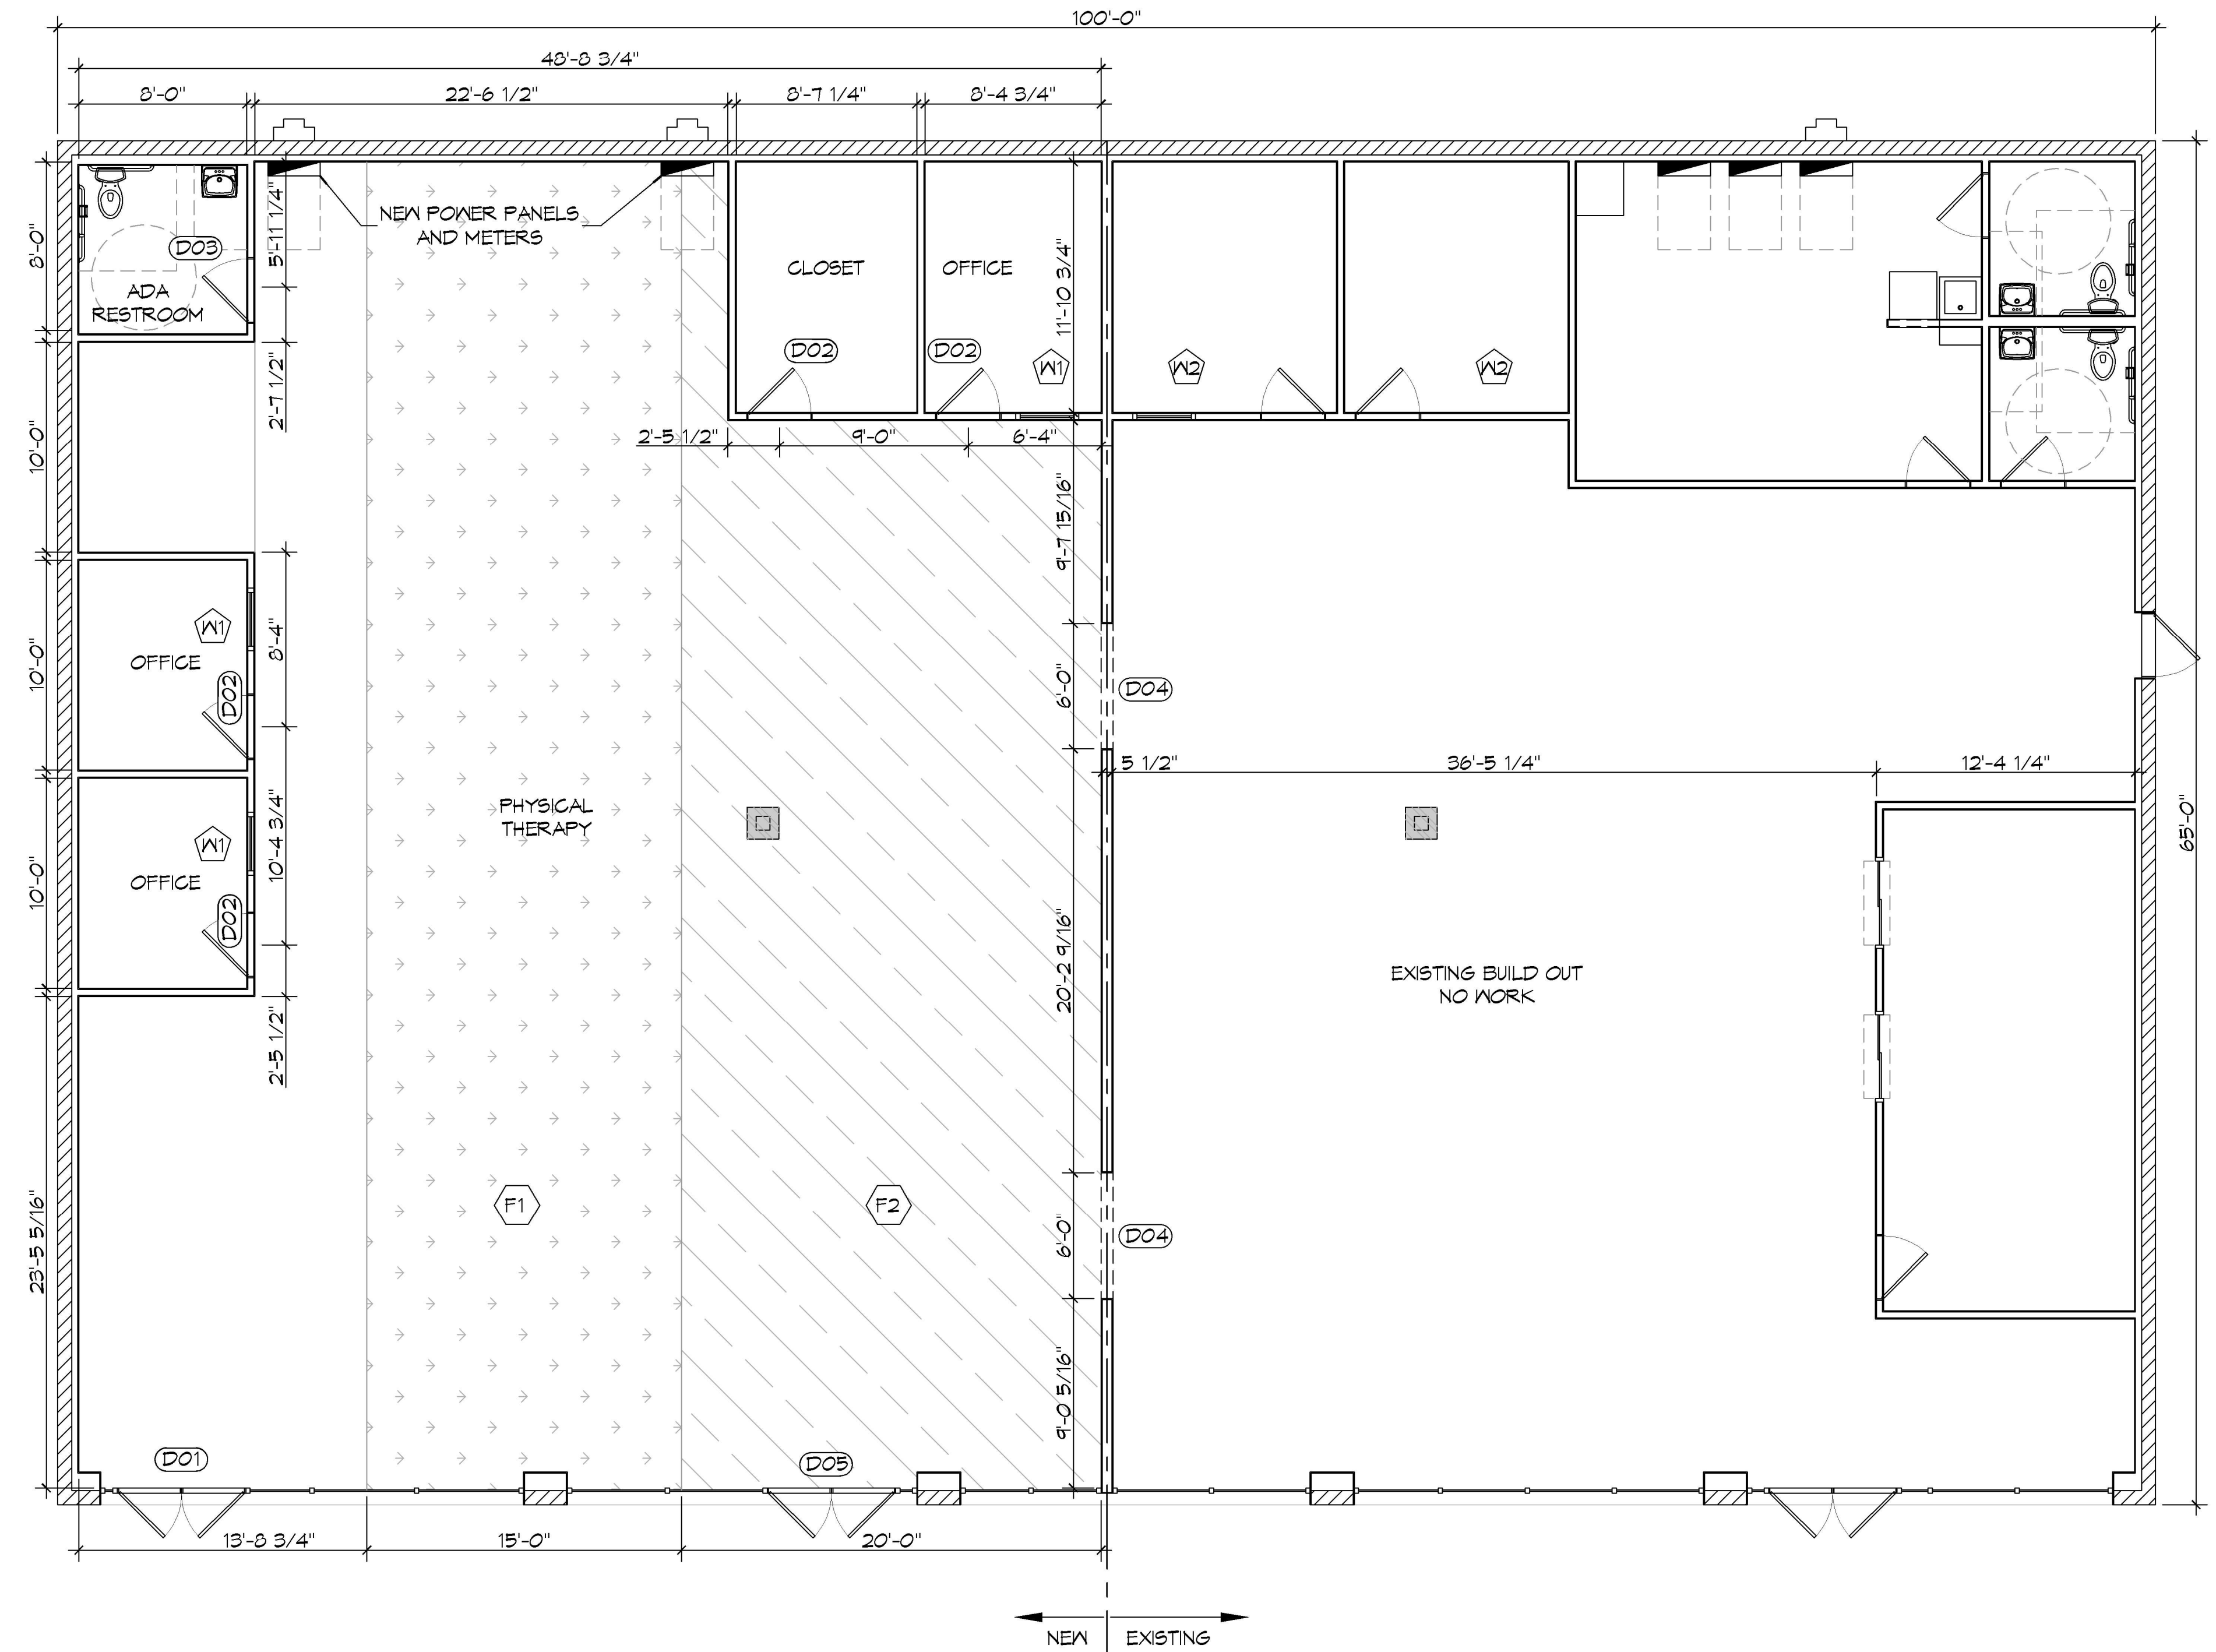 100'-0"
48'-8 3/4"
8'-0"
22'-6 1/2"
8'-7 1/4"
8'-4 3/4"
8'-0"
5'-11 1/4"
NEW POWER PANELS
AND METERS
D03
ADA
RESTROOM
CLOSET
OFFICE
11'-10 3/4"
D02
D02
W1
W2
W2
2'-7 1/2"
10'-0"
2'-5 1/2"
9'-0"
6'-4"
9'-7 15/16"
W1
OFFICE
D02
8'-4"
10'-0"
6'-0"
D04
5 1/2"
36'-5 1/4"
12'-4 1/4"
PHYSICAL
THERAPY
65'-0"
W1
OFFICE
D02
10'-4 3/4"
10'-0"
20'-2 9/16"
EXISTING BUILD OUT
NO WORK
2'-5 1/2"
F1
F2
23'-5 5/16"
6'-0"
D04
9'-0 5/16"
D01
D05
13'-8 3/4"
15'-0"
20'-0"
NEW
EXISTING